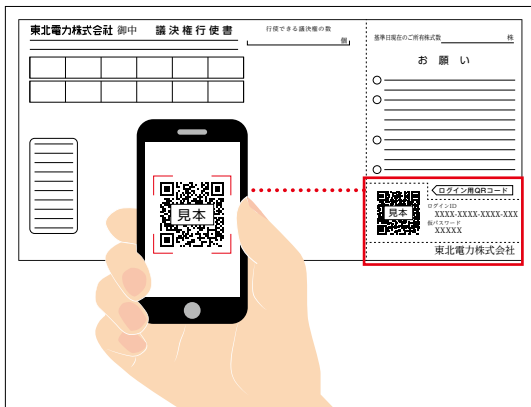 東北電力株式会社 御中 議決権行使書
行使できる議決権の数
個
基準日現在のご所有株式数 株
お願い
見本
ログイン用QRコード
見本
ログインID
XXXX-XXXX-XXXX-XXX
仮パスワード
XXXXX
東北電力株式会社